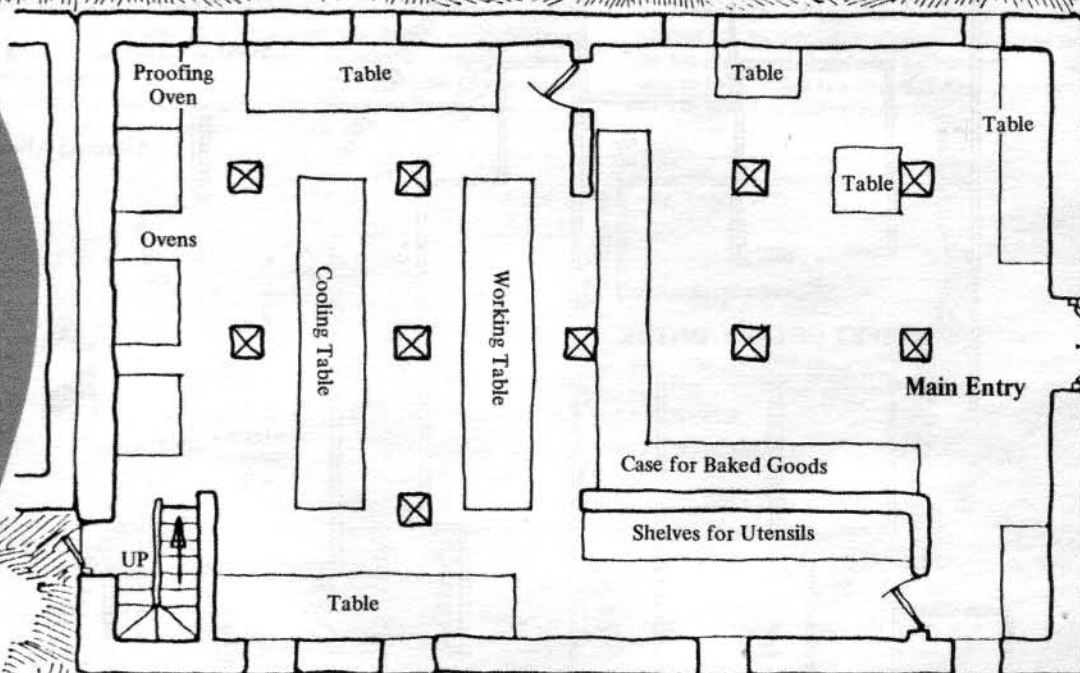 Proofing
Oven
Table
Table
Table
Table
Ovens
Cooling Table
Working Table
Main Entry
Case for Baked Goods
Shelves for Utensils
UP
Table